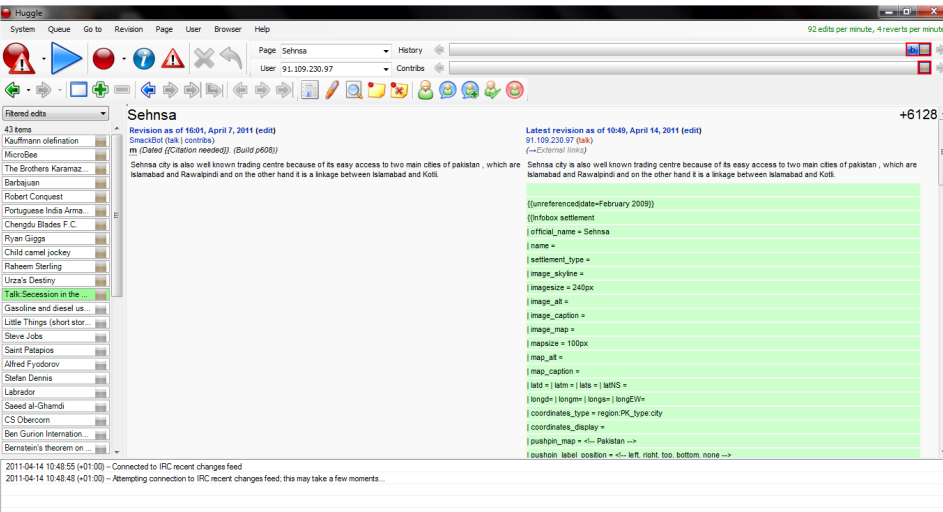 Huggle
System Queue Go to Revision Page User Browser Help
92 edits per minute, 4 reverts per minute
Page Sehnsa History
User 91.109.230.97 Contribs
Filtered edits
43 items
Kauffmann olefination
MicroBee
The Brothers Karamaz...
Barbajuan
Robert Conquest
Portuguese India Arma...
Chengdu Blades F.C.
Ryan Giggs
Child camel jockey
Raheem Sterling
Urza's Destiny
Talk:Secession in the ...
Gasoline and diesel us...
Little Things (short stor...
Steve Jobs
Saint Patapios
Alfred Fyodorov
Stefan Dennis
Labrador
Saeed al-Ghamdi
CS Obercorn
Ben Gurion Internation...
Bernstein's theorem on ...
Sehnsa
+6128
Revision as of 16:01, April 7, 2011 (edit)
SmackBot (talk | contribs)
m (Dated {{Citation needed}}. (Build p608))
Sehnsa city is also well known trading centre because of its easy access to two main cities of pakistan , which are
Islamabad and Rawalpindi and on the other hand it is a linkage between Islamabad and Kotli.
Latest revision as of 10:49, April 14, 2011 (edit)
91.109.230.97 (talk)
(→External links)
Sehnsa city is also well known trading centre because of its easy access to two main cities of pakistan , which are
Islamabad and Rawalpindi and on the other hand it is a linkage between Islamabad and Kotli.
{{unreferenced|date=February 2009}}
{{Infobox settlement
| official_name = Sehnsa
| name =
| settlement_type =
| image_skyline =
| imagesize = 240px
| image_alt =
| image_caption =
| image_map =
| mapsize = 100px
| map_alt =
| map_caption =
| latd = | latm= | lats = | latNS =
| longd= | longm= | longs= | longEW=
| coordinates_type = region:PK_type:city
| coordinates_display =
| pushpin_map = <!-- Pakistan -->
| pushpin_label_position = <!-- left, right, top, bottom, none -->
2011-04-14 10:48:55 (+01:00) -- Connected to IRC recent changes feed
2011-04-14 10:48:48 (+01:00) -- Attempting connection to IRC recent changes feed; this may take a few moments...